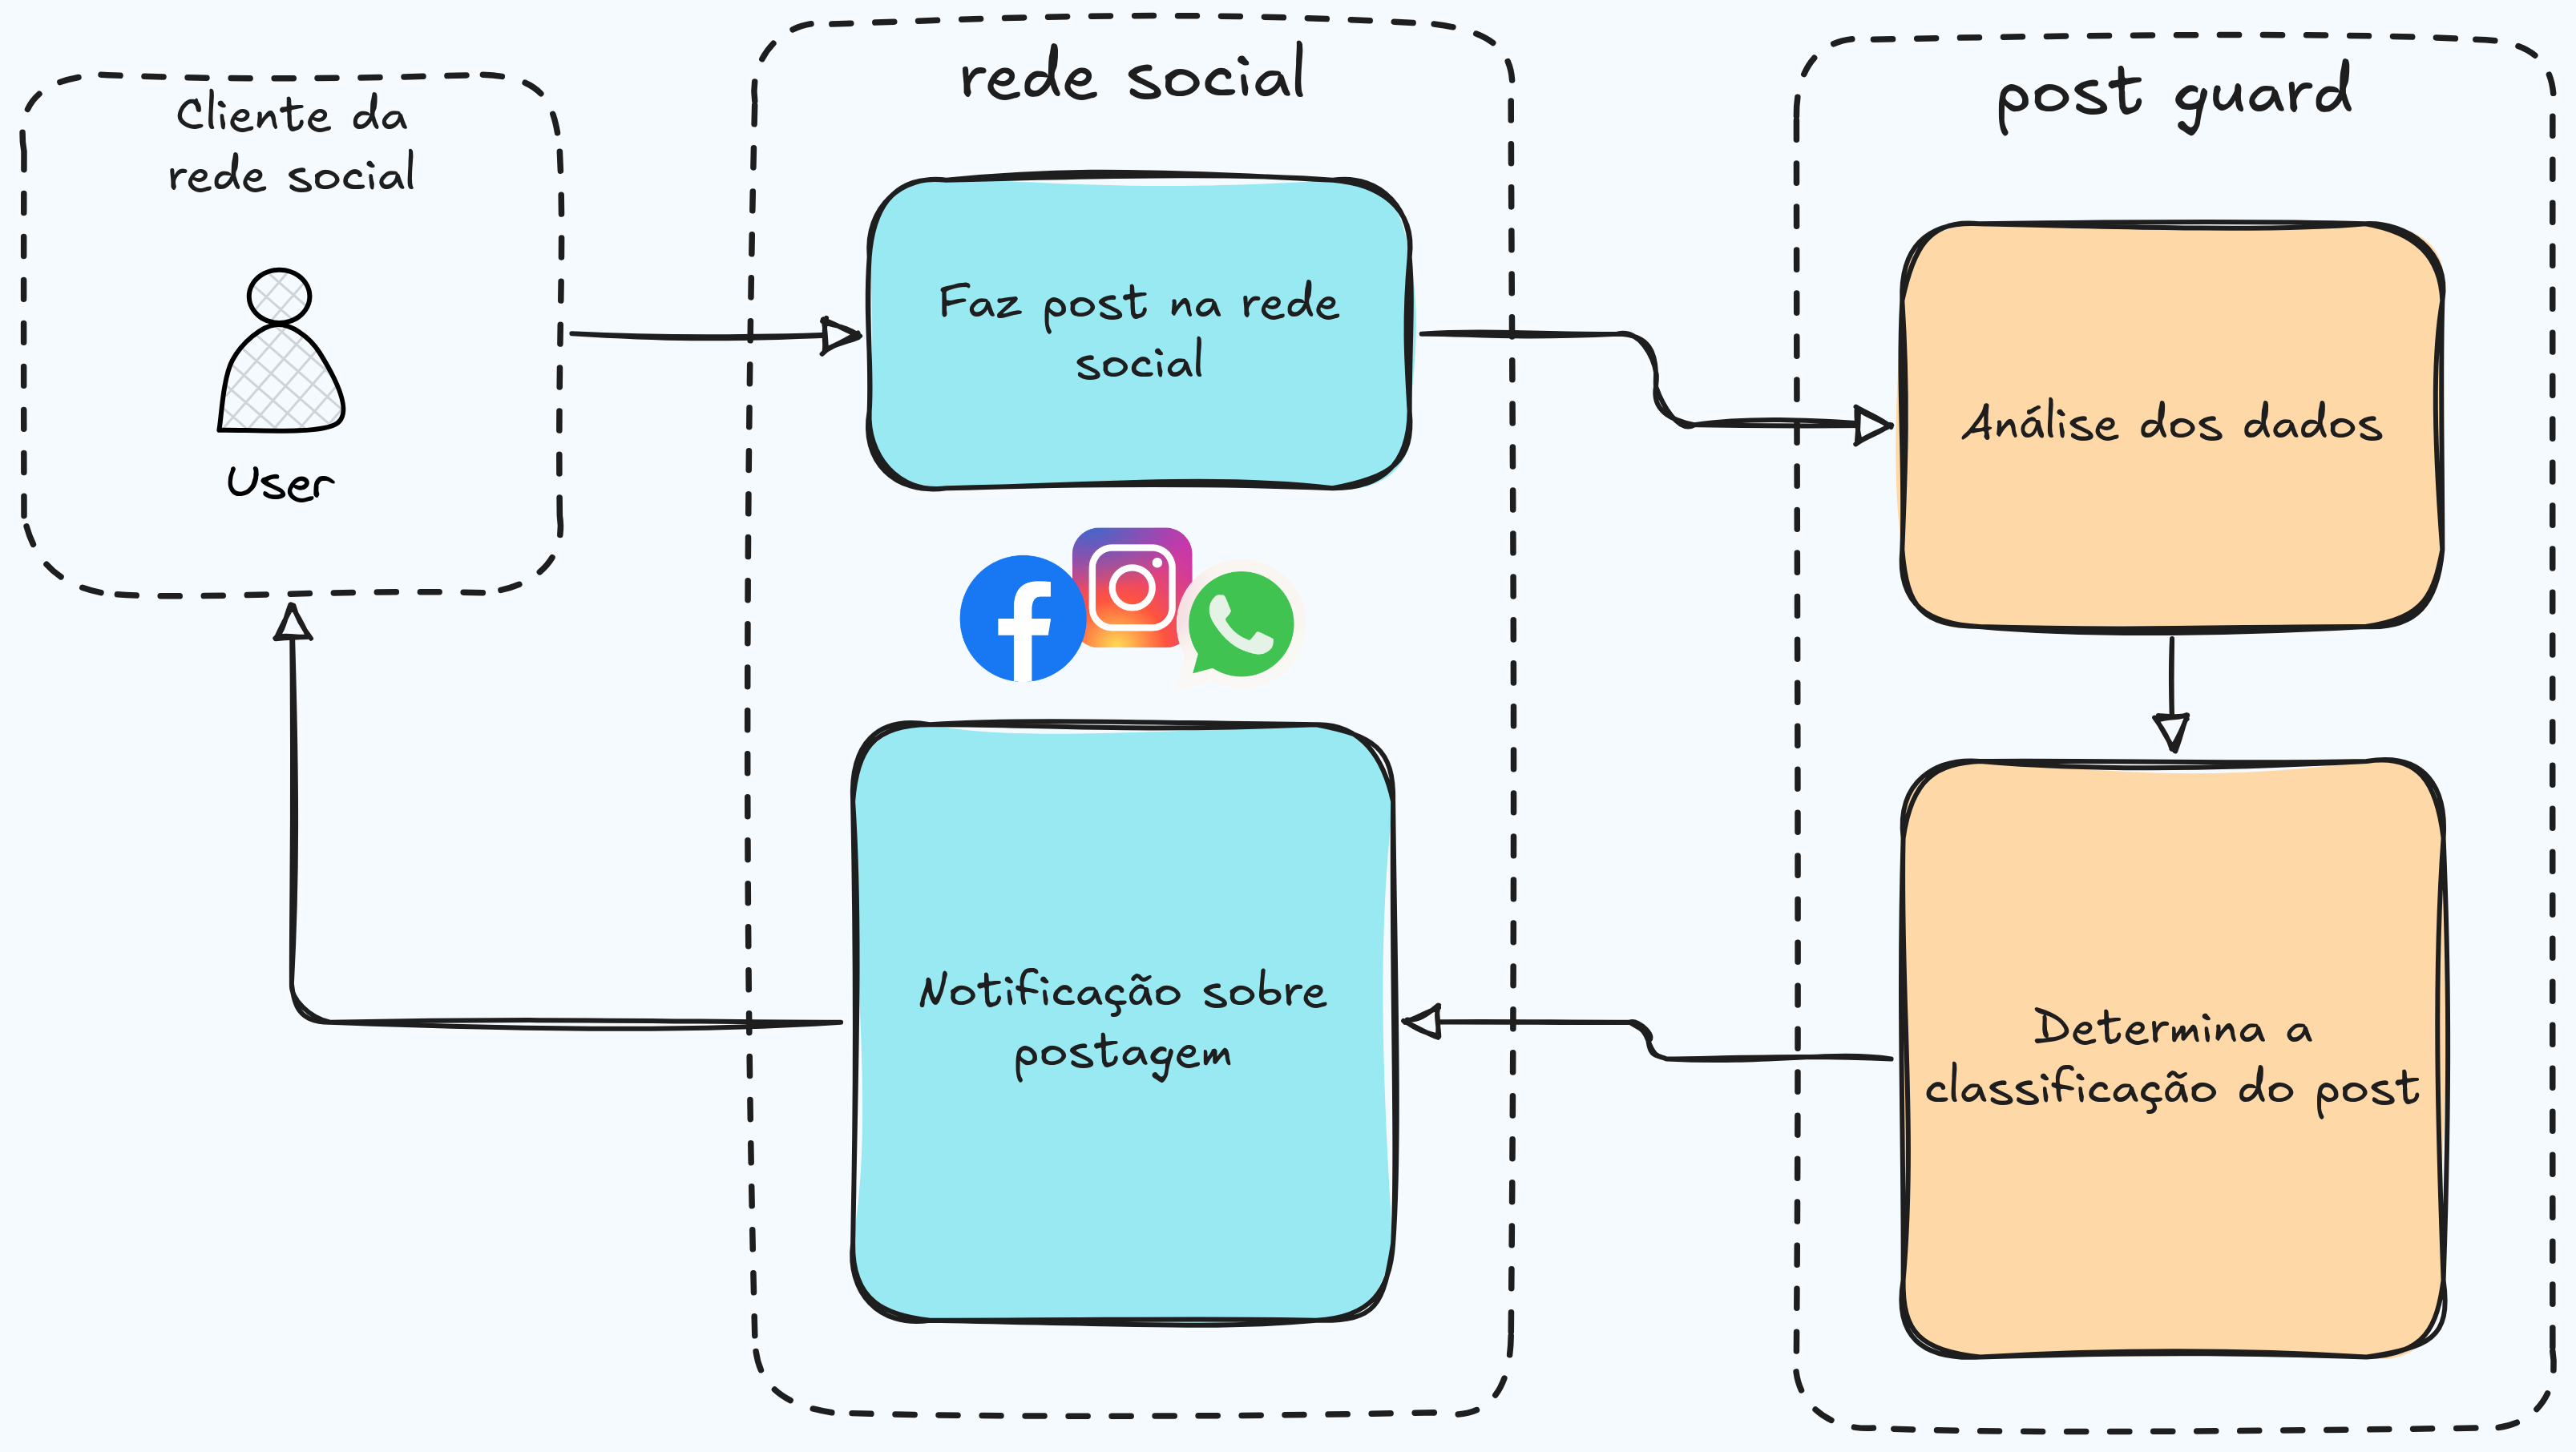 Cliente da
rede social
User
rede social
Faz post na rede
social
Notificação sobre
postagem
post guard
Análise dos dados
Determina a
classificação do post